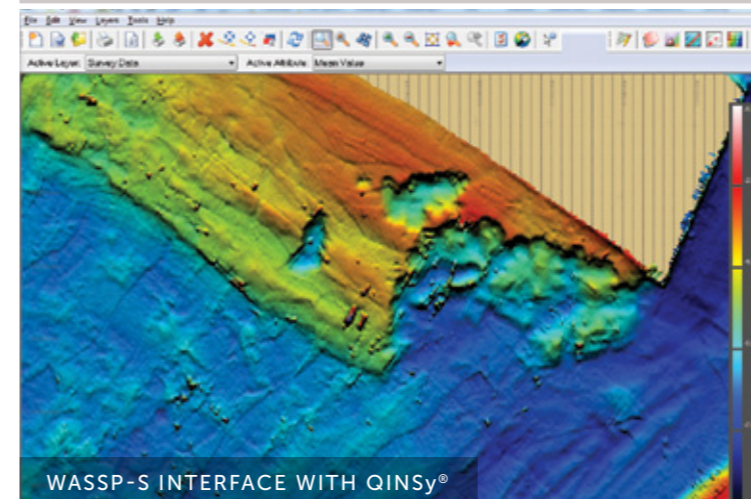 File Edit View Layers Tools Help
Active Layer: Survey Data Active Attribute: Mean Value
WASSP-S INTERFACE WITH QINSy®